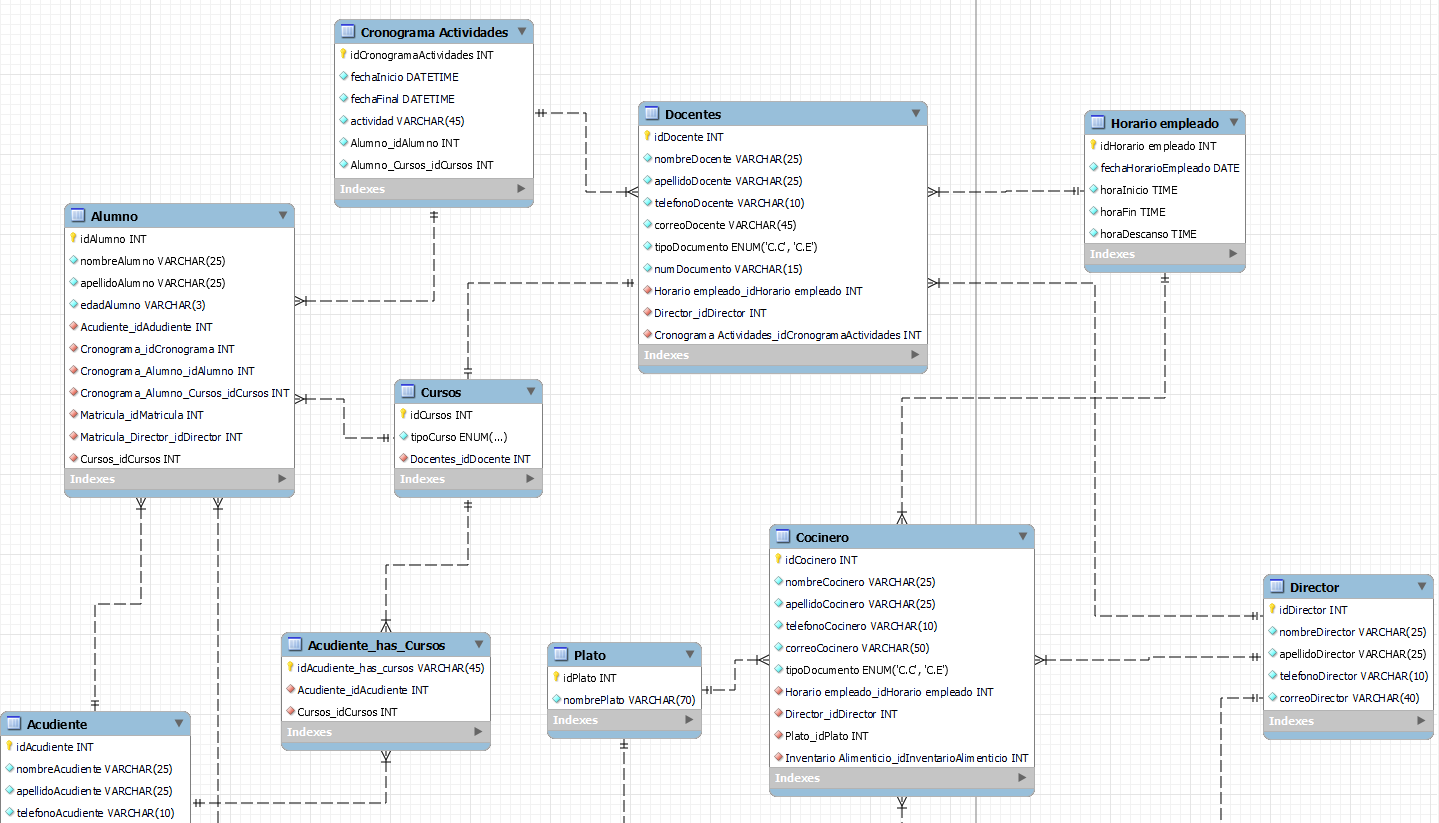 Cronograma Actividades
idCronogramaActividades INT
fechaInicio DATETIME
fechaFinal DATETIME
actividad VARCHAR(45)
Alumno_idAlumno INT
Alumno_Cursos_idCursos INT
Indexes
Docentes
idDocente INT
nombreDocente VARCHAR(25)
apellidoDocente VARCHAR(25)
telefonoDocente VARCHAR(10)
correoDocente VARCHAR(45)
tipoDocumento ENUM('C.C', 'C.E')
numDocumento VARCHAR(15)
Horario empleado_idHorario empleado INT
Director_idDirector INT
Cronograma Actividades_idCronogramaActividades INT
Indexes
Horario empleado
idHorario empleado INT
fechaHorarioEmpleado DATE
horaInicio TIME
horaFin TIME
horaDescanso TIME
Indexes
Alumno
idAlumno INT
nombreAlumno VARCHAR(25)
apellidoAlumno VARCHAR(25)
edadAlumno VARCHAR(3)
Acudiente_idAdudiente INT
Cronograma_idCronograma INT
Cronograma_Alumno_idAlumno INT
Cronograma_Alumno_Cursos_idCursos INT
Matricula_idMatricula INT
Matricula_Director_idDirector INT
Cursos_idCursos INT
Indexes
Cursos
idCursos INT
tipoCurso ENUM(...)
Docentes_idDocente INT
Indexes
Cocinero
idCocinero INT
nombreCocinero VARCHAR(25)
apellidoCocinero VARCHAR(25)
telefonoCocinero VARCHAR(10)
correoCocinero VARCHAR(50)
tipoDocumento ENUM('C.C', 'C.E')
Horario empleado_idHorario empleado INT
Director_idDirector INT
Plato_idPlato INT
Inventario Alimenticio_idInventarioAlimenticio INT
Indexes
Director
idDirector INT
nombreDirector VARCHAR(25)
apellidoDirector VARCHAR(25)
telefonoDirector VARCHAR(10)
correoDirector VARCHAR(40)
Indexes
Acudiente_has_Cursos
idAcudiente_has_cursos VARCHAR(45)
Acudiente_idAcudiente INT
Cursos_idCursos INT
Indexes
Plato
idPlato INT
nombrePlato VARCHAR(70)
Indexes
Acudiente
idAcudiente INT
nombreAcudiente VARCHAR(25)
apellidoAcudiente VARCHAR(25)
telefonoAcudiente VARCHAR(10)